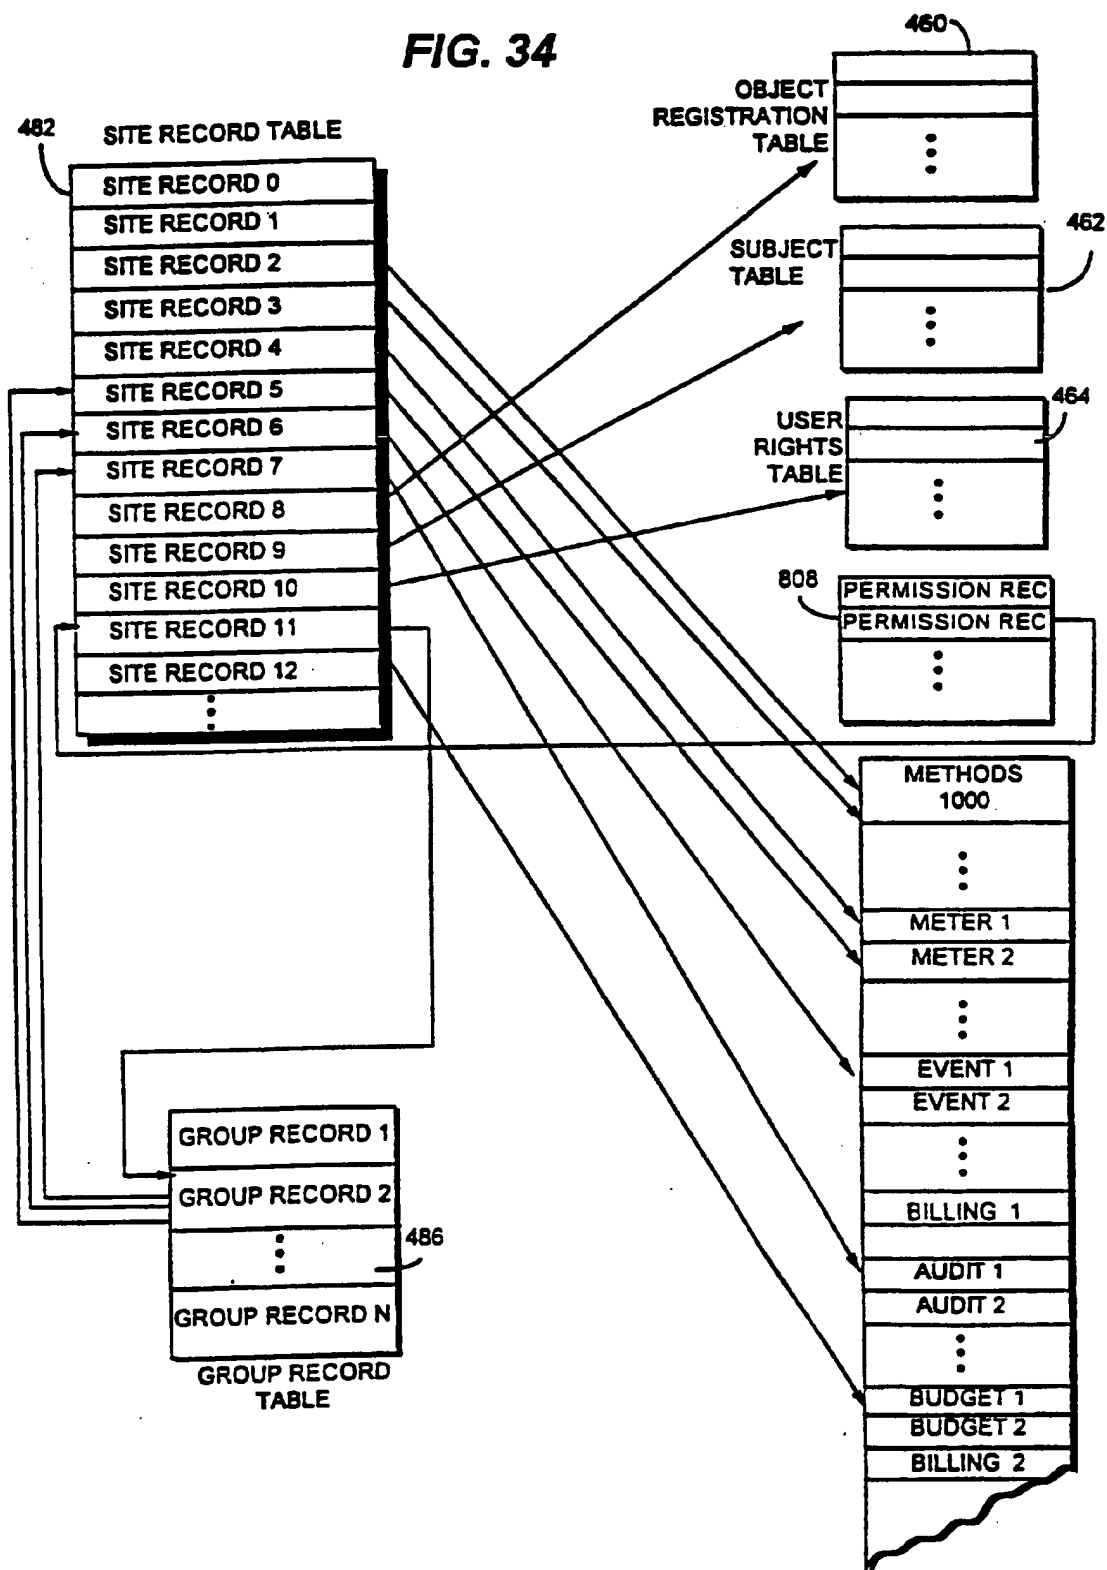 FIG. 34
460
OBJECT
REGISTRATION
TABLE
482
SITE RECORD TABLE
SITE RECORD 0
SITE RECORD 1
SITE RECORD 2
SITE RECORD 3
SITE RECORD 4
SITE RECORD 5
SITE RECORD 6
SITE RECORD 7
SITE RECORD 8
SITE RECORD 9
SITE RECORD 10
SITE RECORD 11
SITE RECORD 12
SUBJECT
TABLE
462
USER
RIGHTS
TABLE
464
808
PERMISSION REC
PERMISSION REC
METHODS
1000
METER 1
METER 2
EVENT 1
EVENT 2
BILLING 1
AUDIT 1
AUDIT 2
BUDGET 1
BUDGET 2
BILLING 2
GROUP RECORD 1
GROUP RECORD 2
486
GROUP RECORD N
GROUP RECORD
TABLE